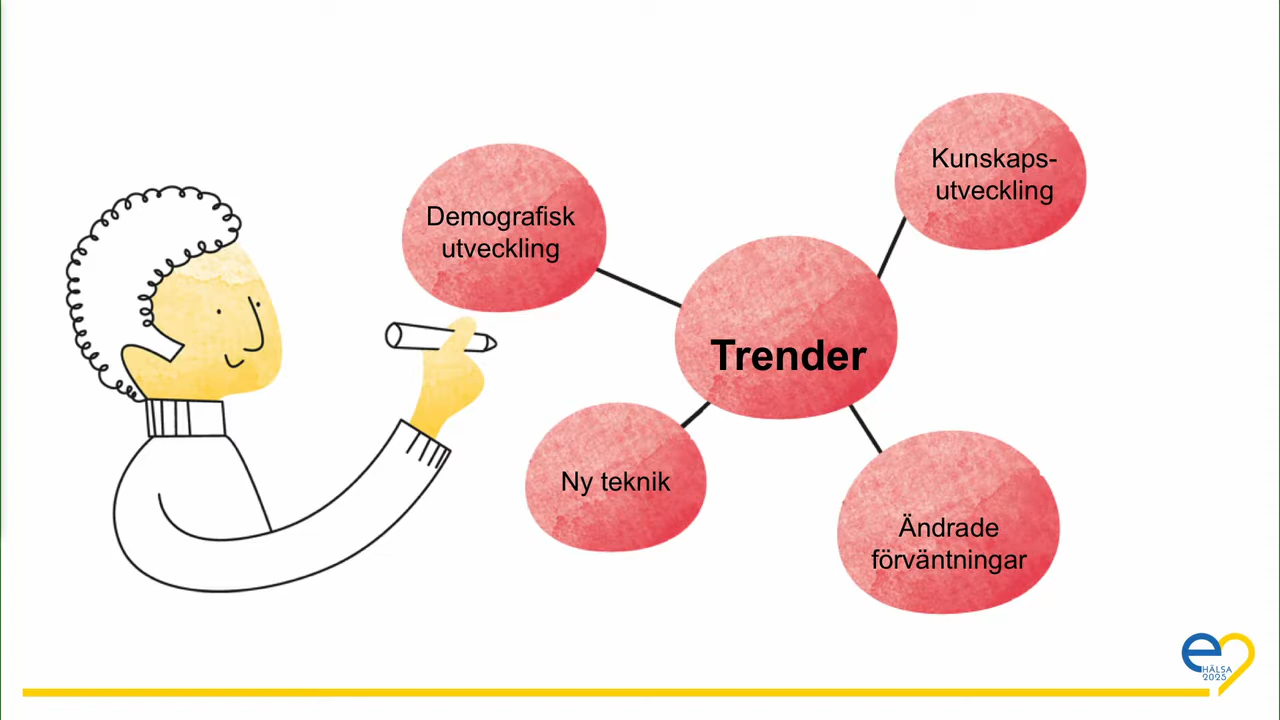 Kunskaps-
utveckling
Demografisk
utveckling
Trender
Ny teknik
Ändrade
förväntningar
e
HÄLSA
2025